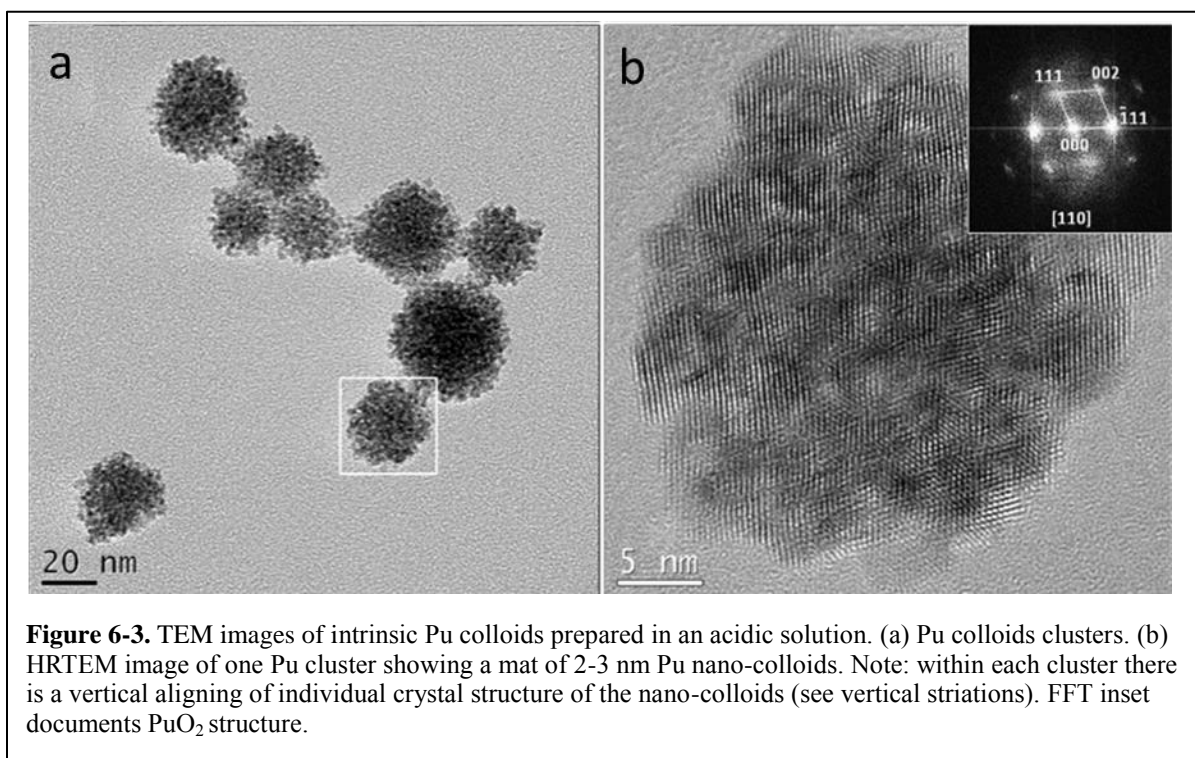 a
b
111
002
1̄11
000
[110]
20 nm
5 nm
Figure 6-3. TEM images of intrinsic Pu colloids prepared in an acidic solution. (a) Pu colloids clusters. (b)
HRTEM image of one Pu cluster showing a mat of 2-3 nm Pu nano-colloids. Note: within each cluster there
is a vertical aligning of individual crystal structure of the nano-colloids (see vertical striations). FFT inset
documents PuO₂ structure.